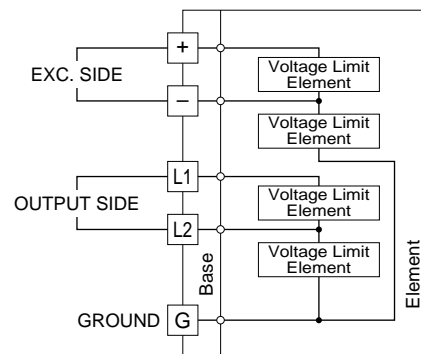 +
Voltage Limit
Element
EXC. SIDE
−
Voltage Limit
Element
L1
Voltage Limit
Element
OUTPUT SIDE
L2
Voltage Limit
Element
Base
Element
GROUND
G